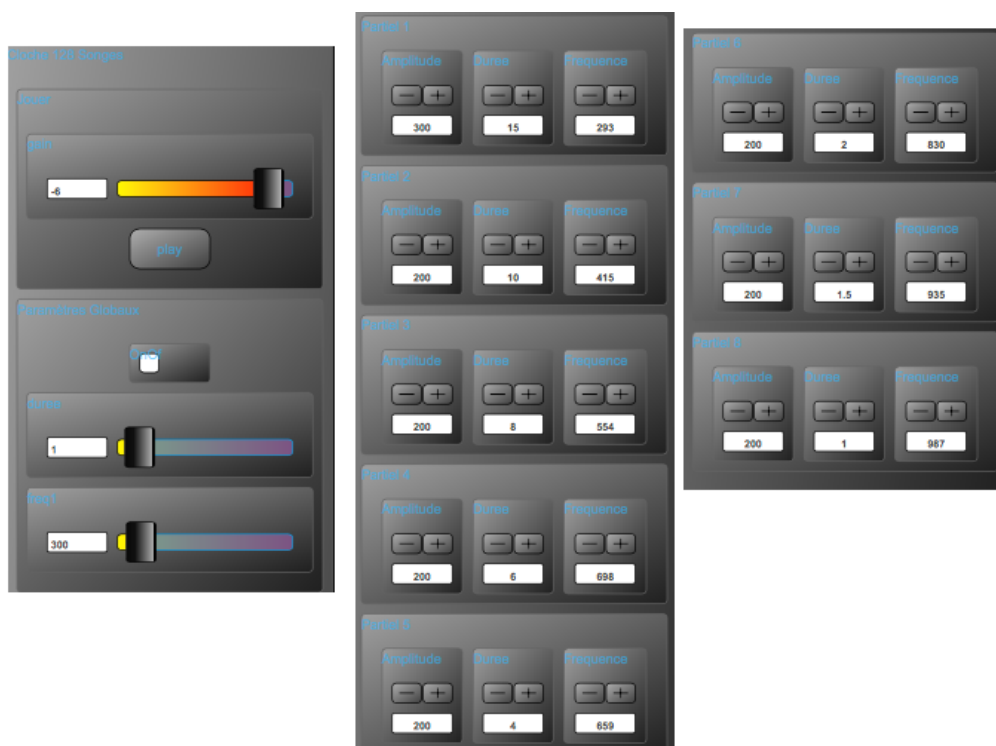 128 Songes
jouer
gain
-6
play
Paramètres Globaux
OnOf
duree
1
freq1
300
Partiel 1
Amplitude Duree Frequence
300 15 293
Partiel 2
Amplitude Duree Frequence
200 10 415
Partiel 3
Amplitude Duree Frequence
200 8 554
Partiel 4
Amplitude Duree Frequence
200 6 698
Partiel 5
Amplitude Duree Frequence
200 4 659
Partiel 6
Amplitude Duree Frequence
200 2 830
Partiel 7
Amplitude Duree Frequence
200 1.5 935
Partiel 8
Amplitude Duree Frequence
200 1 987